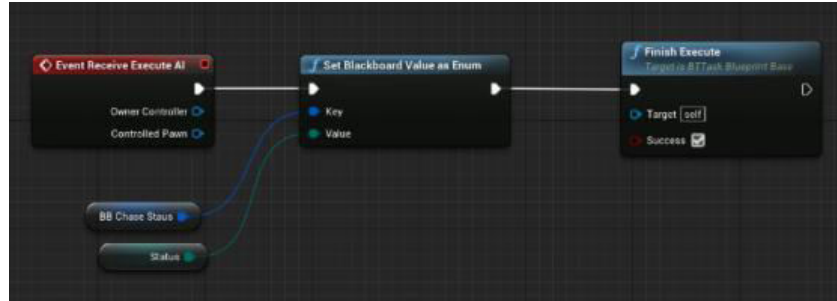 Event Receive Execute AI
Owner Controller
Controlled Pawn
f Set Blackboard Value as Enum
Key
Value
f Finish Execute
Target is BTTask Blueprint Base
Target self
Success
BB Chase Staus
Status